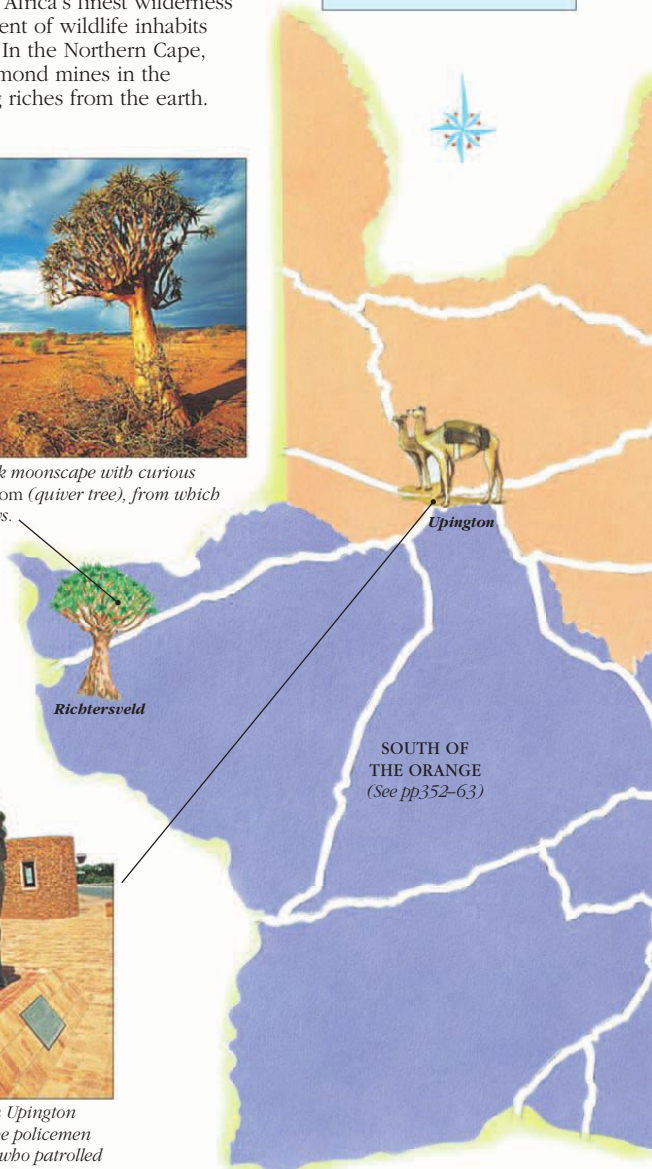 Africa's finest wilderness
ent of wildlife inhabits
In the Northern Cape,
mond mines in the
riches from the earth.
k moonscape with curious
om (quiver tree), from which
vs.
Upington
Richtersveld
SOUTH OF
THE ORANGE
(See pp352–63)
Upington
e policemen
who patrolled